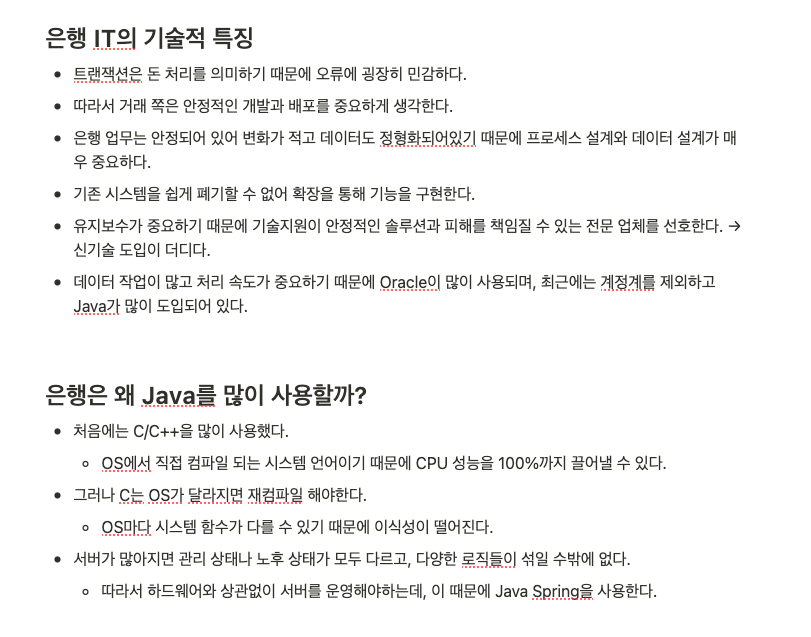 은행 IT의 기술적 특징
• 트랜잭션은 돈 처리를 의미하기 때문에 오류에 굉장히 민감하다.
• 따라서 거래 쪽은 안정적인 개발과 배포를 중요하게 생각한다.
• 은행 업무는 안정되어 있어 변화가 적고 데이터도 정형화되어있기 때문에 프로세스 설계와 데이터 설계가 매
우 중요하다.
• 기존 시스템을 쉽게 폐기할 수 없어 확장을 통해 기능을 구현한다.
• 유지보수가 중요하기 때문에 기술지원이 안정적인 솔루션과 피해를 책임질 수 있는 전문 업체를 선호한다. →
신기술 도입이 더디다.
• 데이터 작업이 많고 처리 속도가 중요하기 때문에 Oracle이 많이 사용되며, 최근에는 계정계를 제외하고
Java가 많이 도입되어 있다.
은행은 왜 Java를 많이 사용할까?
• 처음에는 C/C++을 많이 사용했다.
◦ OS에서 직접 컴파일 되는 시스템 언어이기 때문에 CPU 성능을 100%까지 끌어낼 수 있다.
• 그러나 C는 OS가 달라지면 재컴파일 해야한다.
◦ OS마다 시스템 함수가 다를 수 있기 때문에 이식성이 떨어진다.
• 서버가 많아지면 관리 상태나 노후 상태가 모두 다르고, 다양한 로직들이 섞일 수밖에 없다.
◦ 따라서 하드웨어와 상관없이 서버를 운영해야하는데, 이 때문에 Java Spring을 사용한다.